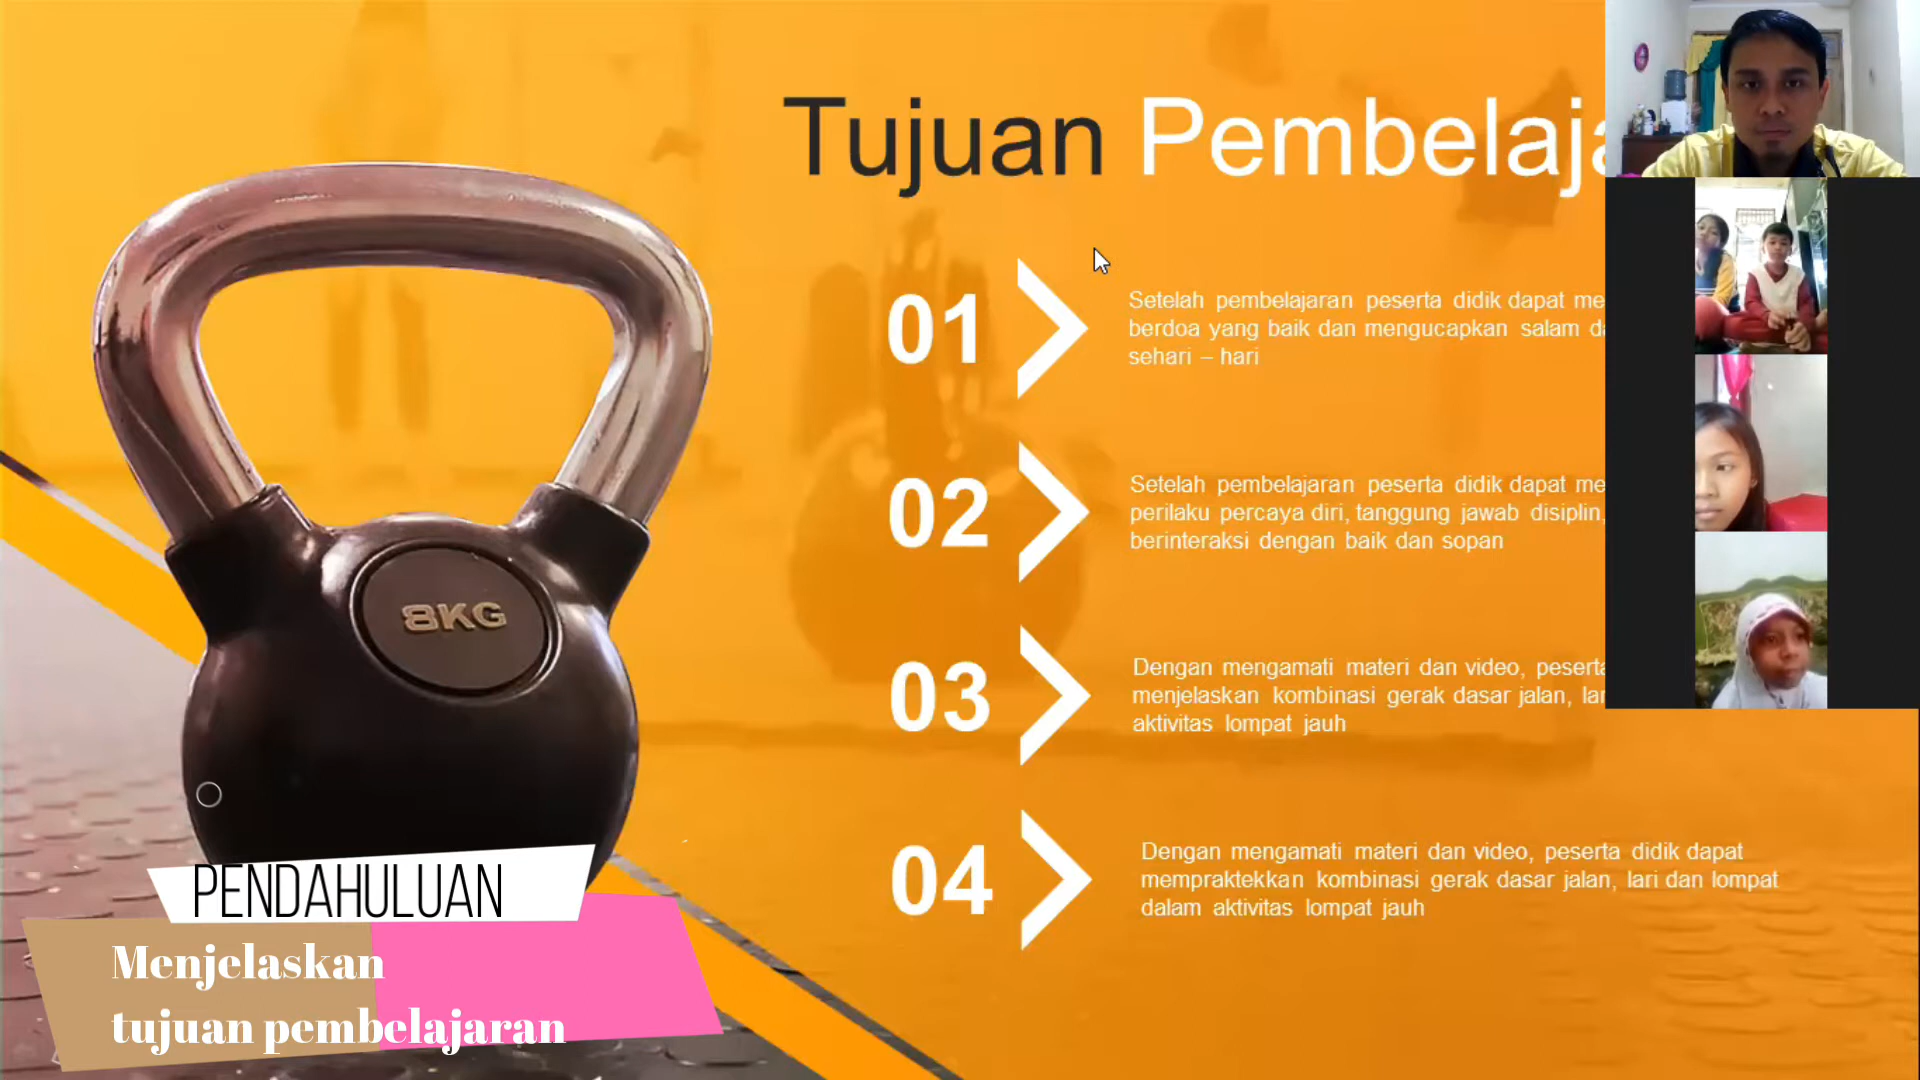 Tujuan Pembelaja
01
Setelah pembelajaran peserta didik dapat me
berdoa yang baik dan mengucapkan salam da
sehari – hari
02
Setelah pembelajaran peserta didik dapat me
perilaku percaya diri, tanggung jawab disiplin,
berinteraksi dengan baik dan sopan
03
Dengan mengamati materi dan video, peserta
menjelaskan kombinasi gerak dasar jalan, lar
aktivitas lompat jauh
04
Dengan mengamati materi dan video, peserta didik dapat
mempraktekkan kombinasi gerak dasar jalan, lari dan lompat
dalam aktivitas lompat jauh
8KG
PENDAHULUAN
Menjelaskan
tujuan pembelajaran